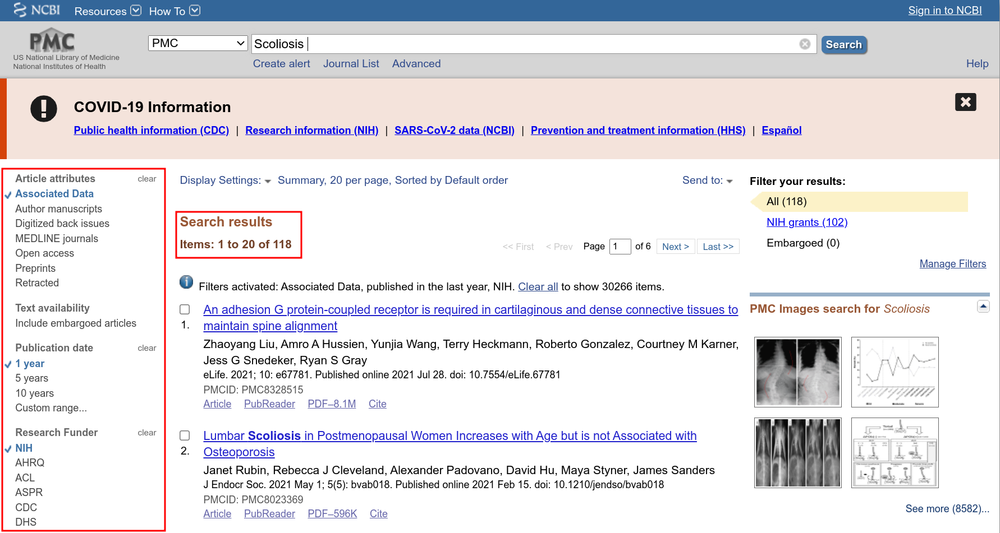 NCBI Resources How To Sign in to NCBI
PMC
US National Library of Medicine
National Institutes of Health
PMC Scoliosis Search
Create alert Journal List Advanced Help
COVID-19 Information
Public health information (CDC) | Research information (NIH) | SARS-CoV-2 data (NCBI) | Prevention and treatment information (HHS) | Español
Article attributes clear
Associated Data
Author manuscripts
Digitized back issues
MEDLINE journals
Open access
Preprints
Retracted
Text availability
Include embargoed articles
Publication date clear
1 year
5 years
10 years
Custom range...
Research Funder clear
NIH
AHRQ
ACL
ASPR
CDC
DHS
Display Settings: Summary, 20 per page, Sorted by Default order Send to:
Search results
Items: 1 to 20 of 118
<< First < Prev Page 1 of 6 Next > Last >>
Filters activated: Associated Data, published in the last year, NIH. Clear all to show 30266 items.
An adhesion G protein-coupled receptor is required in cartilaginous and dense connective tissues to
1. maintain spine alignment
Zhaoyang Liu, Amro A Hussien, Yunjia Wang, Terry Heckmann, Roberto Gonzalez, Courtney M Karner,
Jess G Snedeker, Ryan S Gray
eLife. 2021; 10: e67781. Published online 2021 Jul 28. doi: 10.7554/eLife.67781
PMCID: PMC8328515
Article PubReader PDF–8.1M Cite
Lumbar Scoliosis in Postmenopausal Women Increases with Age but is not Associated with
2. Osteoporosis
Janet Rubin, Rebecca J Cleveland, Alexander Padovano, David Hu, Maya Styner, James Sanders
J Endocr Soc. 2021 May 1; 5(5): bvab018. Published online 2021 Feb 15. doi: 10.1210/jendso/bvab018
PMCID: PMC8023369
Article PubReader PDF–596K Cite
Filter your results:
All (118)
NIH grants (102)
Embargoed (0)
Manage Filters
PMC Images search for Scoliosis
See more (8582)...